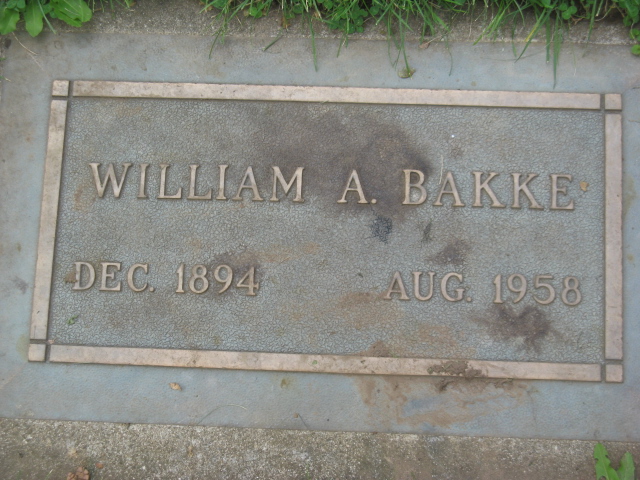 WILLIAM A. BAKKE
DEC. 1894 AUG. 1958